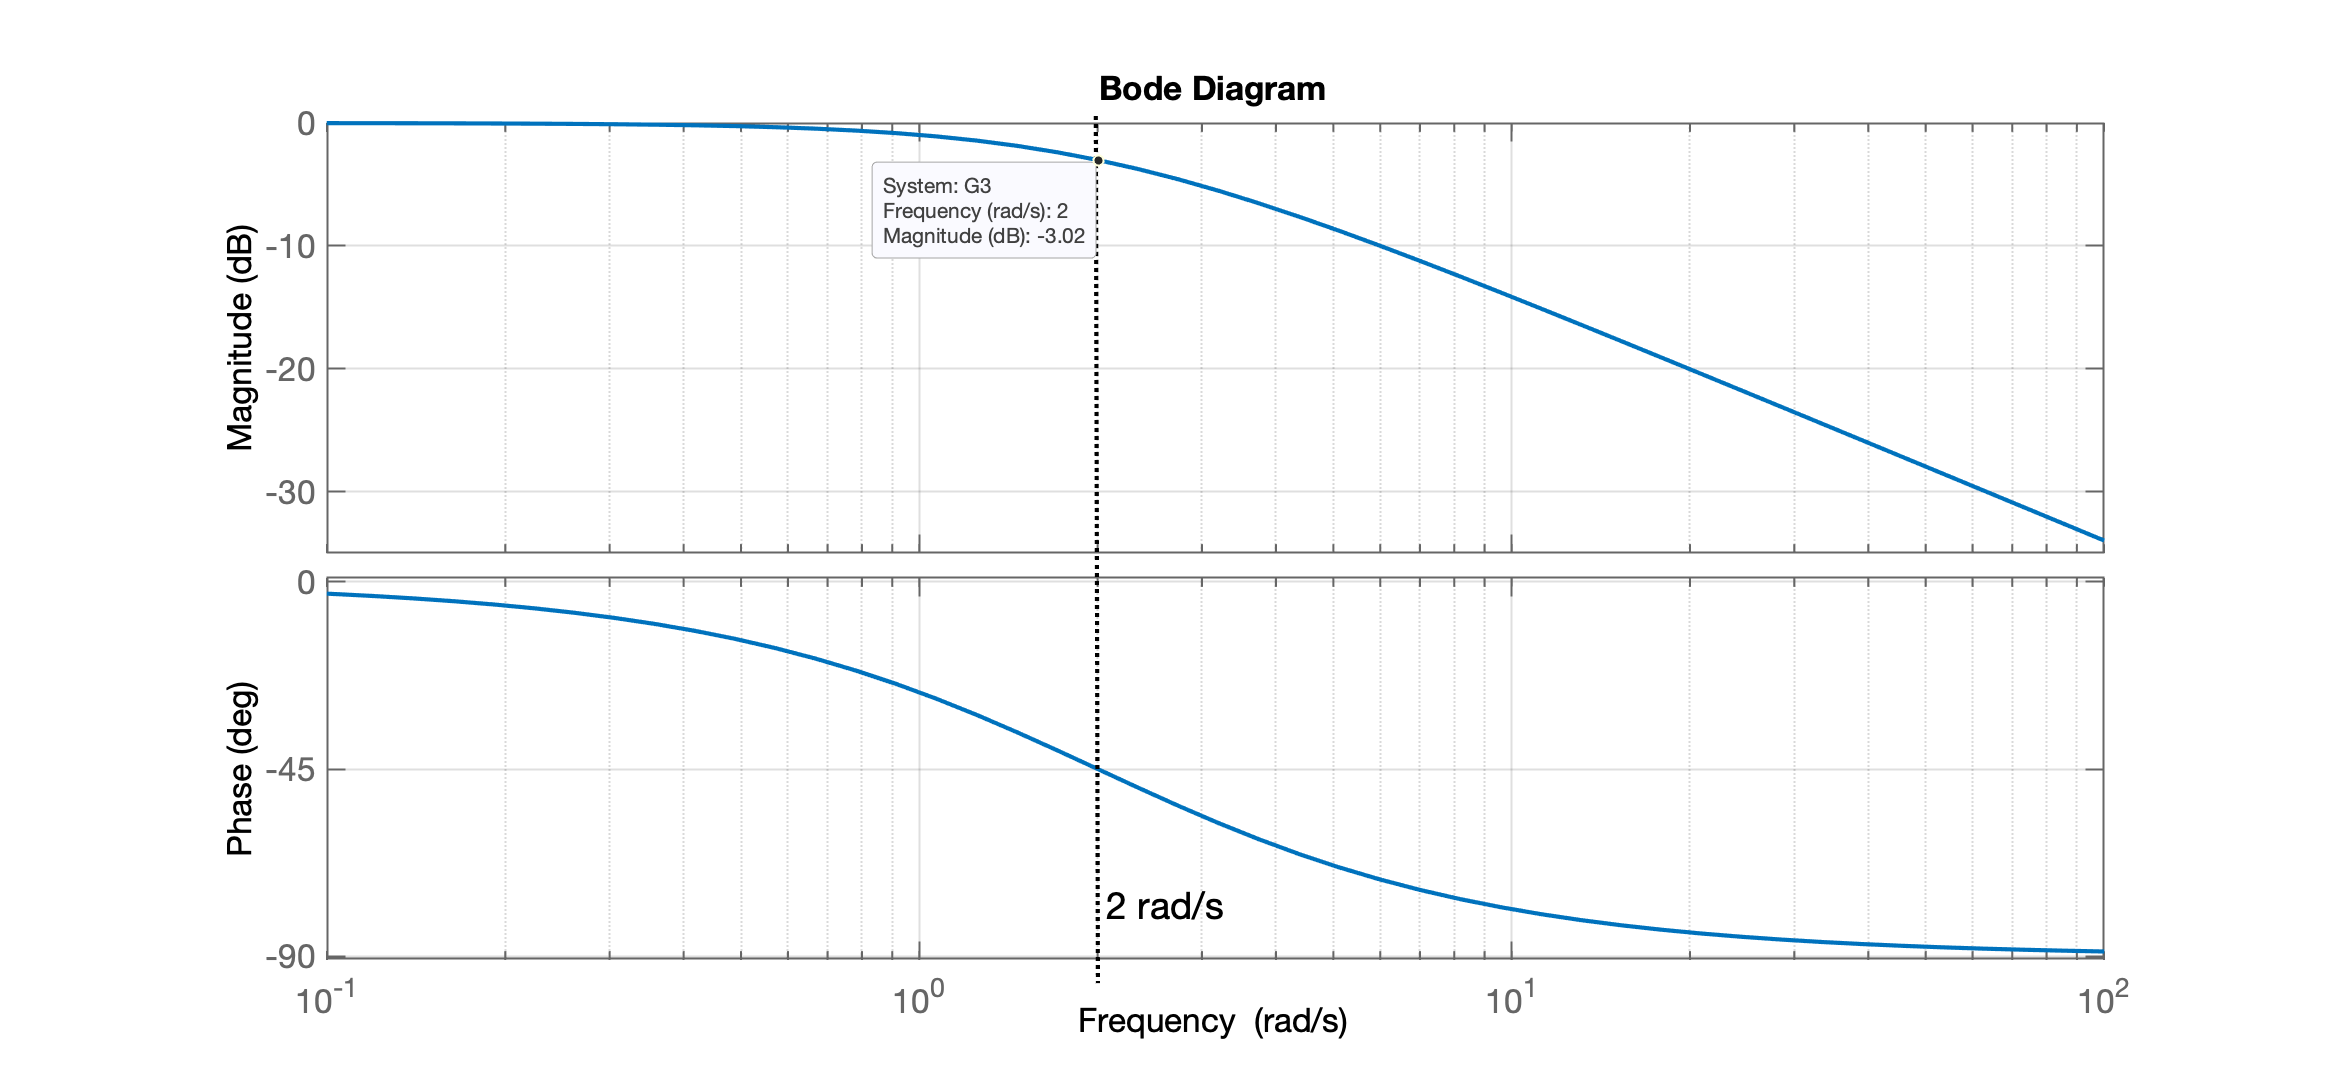 Bode Diagram
0
-10
-20
-30
Magnitude (dB)
System: G3
Frequency (rad/s): 2
Magnitude (dB): -3.02
0
-45
-90
Phase (deg)
2 rad/s
10^-1 10^0 10^1 10^2
Frequency (rad/s)